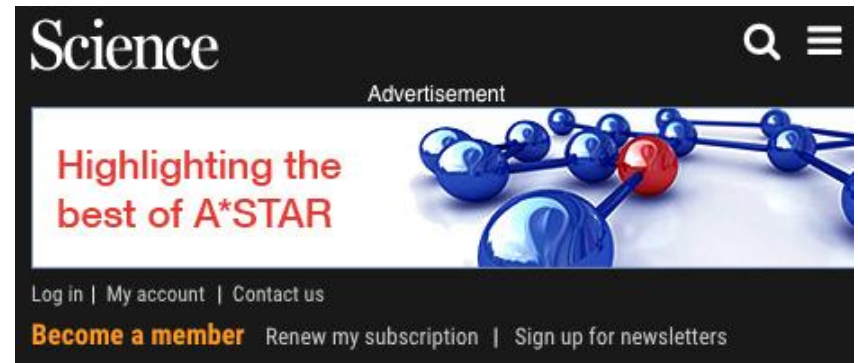 Science
Advertisement
Highlighting the
best of A*STAR
Log in | My account | Contact us
Become a member Renew my subscription | Sign up for newsletters